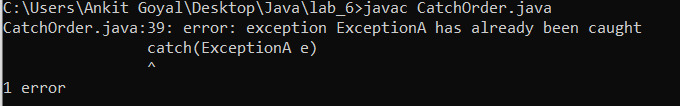 C:\Users\Ankit Goyal\Desktop\Java\lab_6>javac CatchOrder.java
CatchOrder.java:39: error: exception ExceptionA has already been caught
                catch(ExceptionA e)
                ^
1 error